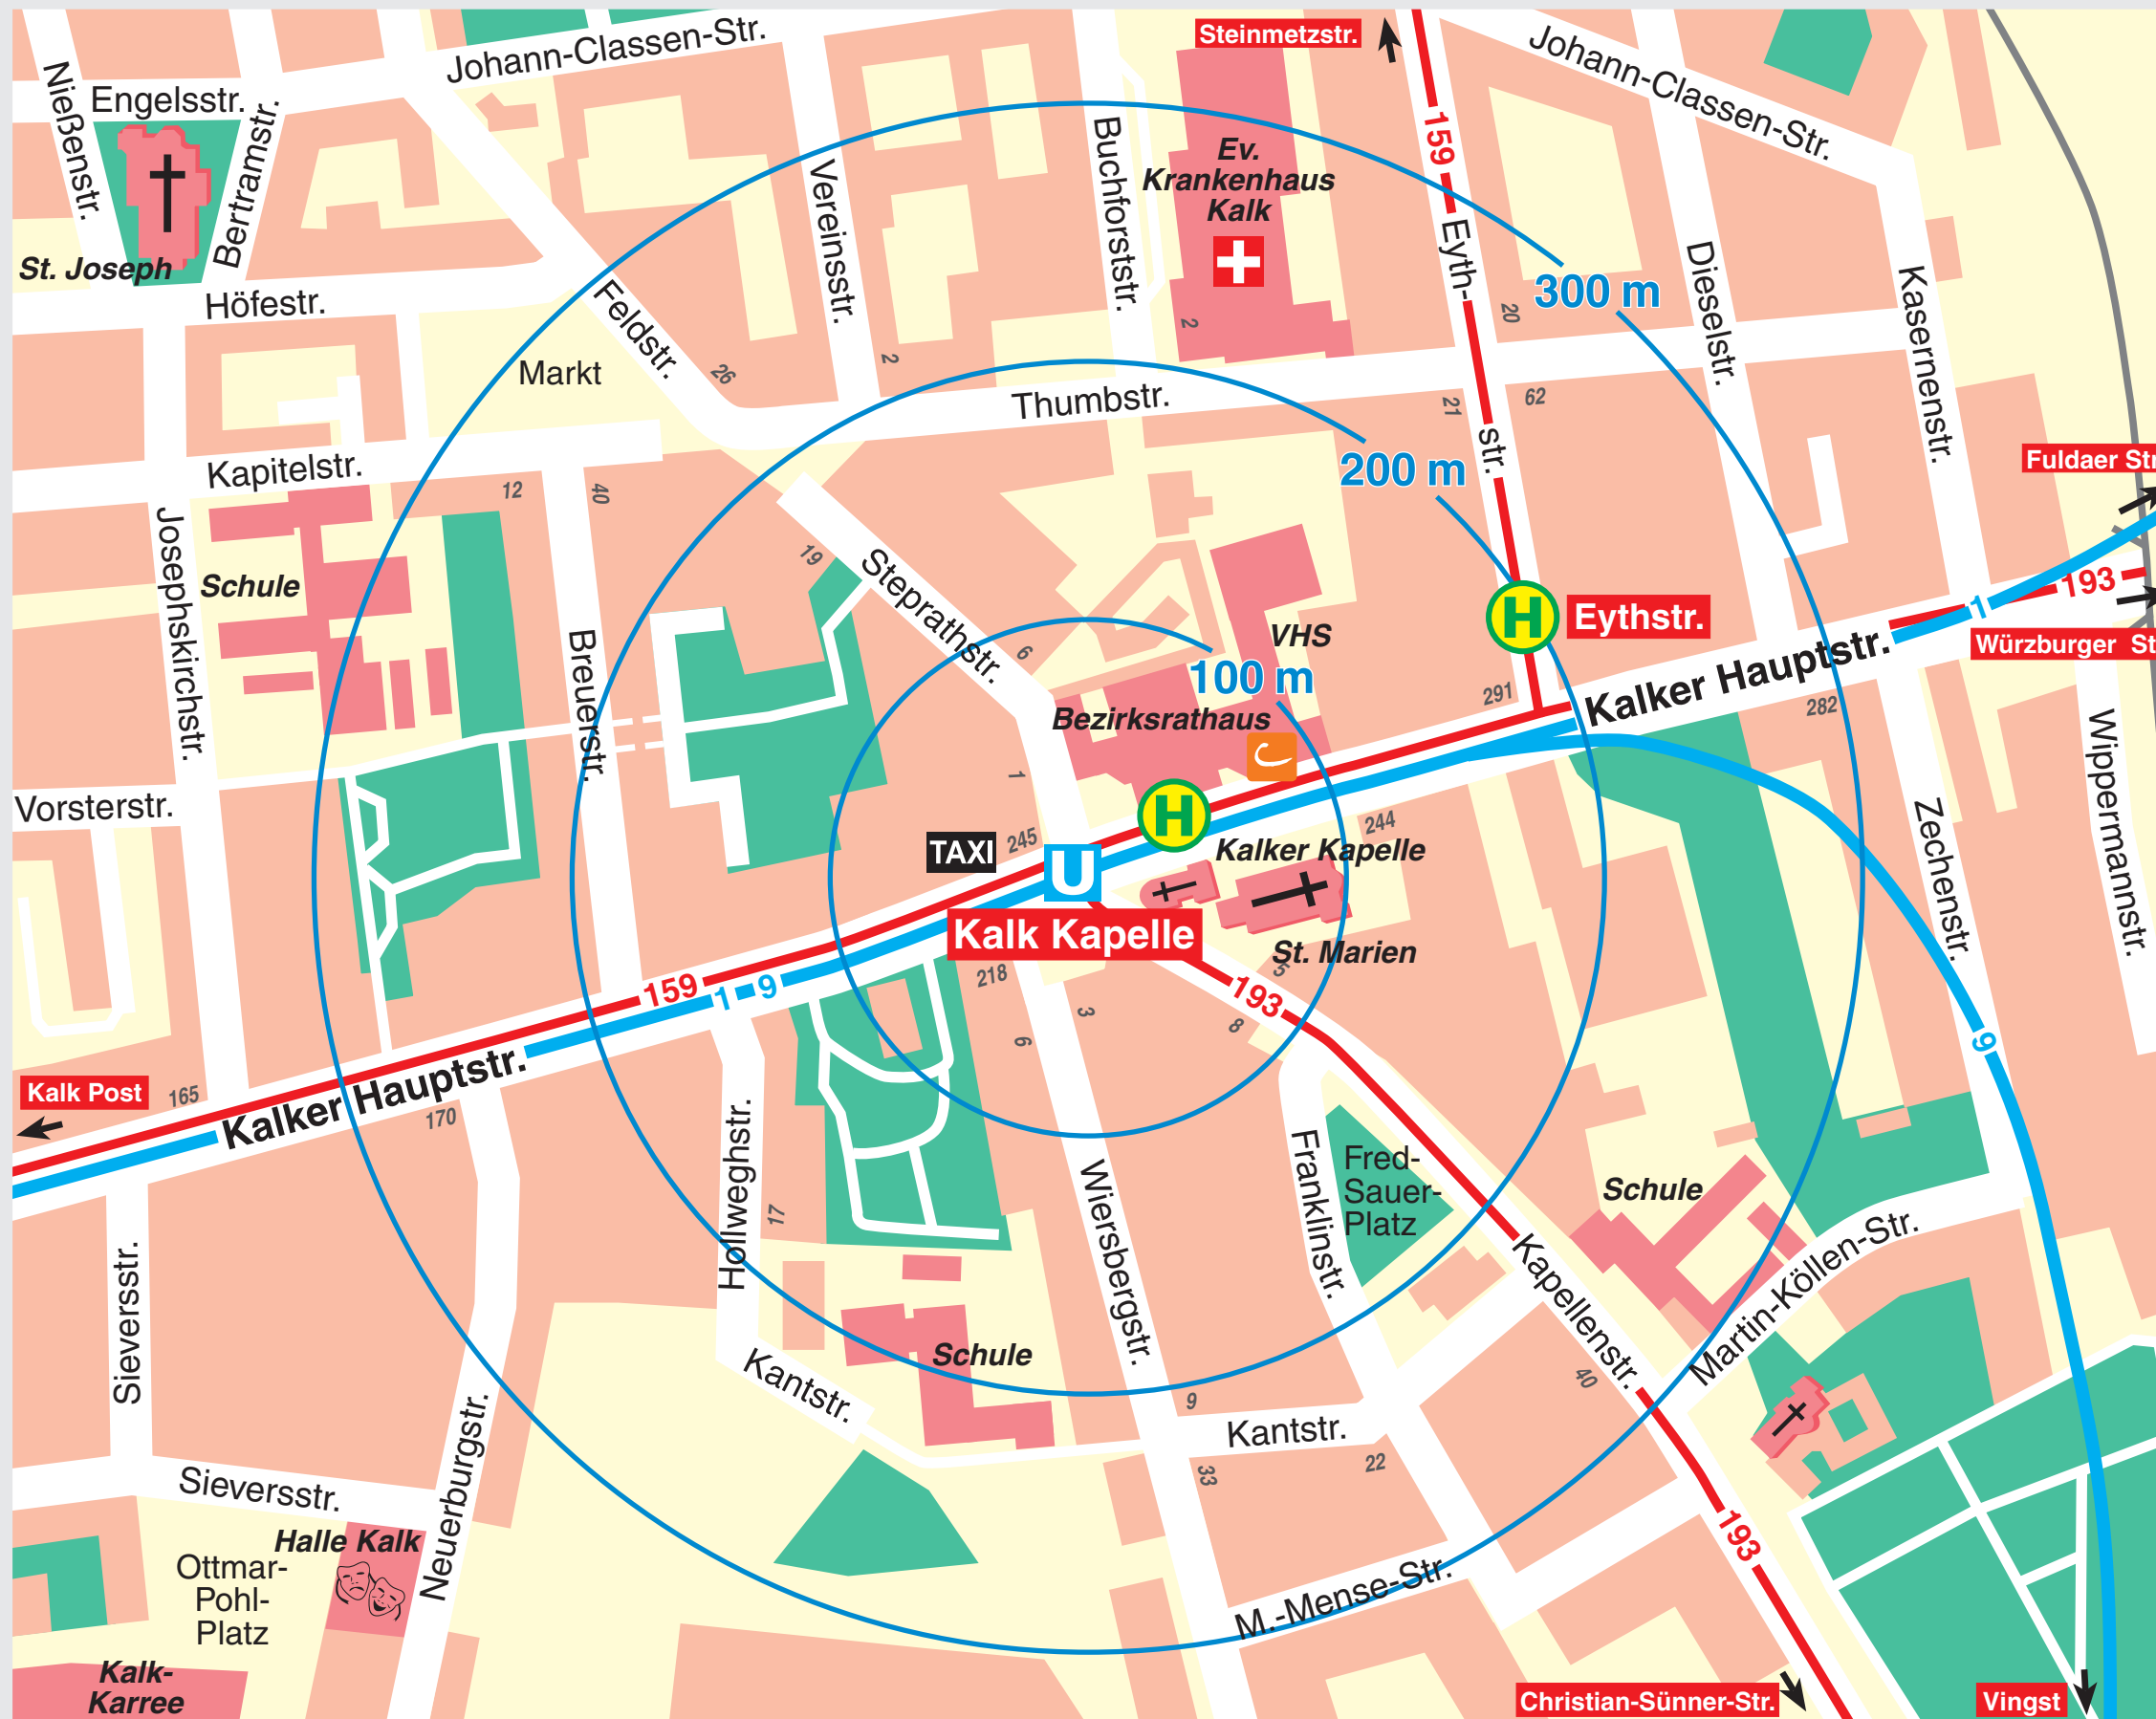 Steinmetzstr.
Johann-Classen-Str.
Johann-Classen-Str.
Nießenstr.
Engelsstr.
Bertramstr.
St. Joseph
Höfestr.
Feldstr.
Vereinsstr.
Buchforststr.
Ev.
Krankenhaus
Kalk
159
Eyth-
str.
300 m
Dieselstr.
Kasernenstr.
20
2
2
26
Markt
Thumbstr.
21
62
200 m
Kapitelstr.
12
40
Fuldaer Str
Josephskirchstr.
Schule
19
Steprathstr.
6
Breuerstr.
VHS
100 m
Bezirksrathaus
H
Eythstr.
193
1
Würzburger St
Kalker Hauptstr.
291
282
Wippermannstr.
Vorsterstr.
1
H
TAXI
245
244
U
Kalker Kapelle
Kalk Kapelle
St. Marien
5
Zechenstr.
218
3
6
8
193
159
1
9
9
Kalk Post
165
Kalker Hauptstr.
170
Hollweghstr.
17
Wiersbergstr.
Franklinstr.
Fred-
Sauer-
Platz
Schule
Kapellenstr.
Martin-Köllen-Str.
Sieversstr.
Schule
Kantstr.
9
Kantstr.
40
22
33
Sieversstr.
Neuerburgstr.
Halle Kalk
Ottmar-
Pohl-
Platz
M.-Mense-Str.
193
Kalk-
Karree
Christian-Sünner-Str.
Vingst